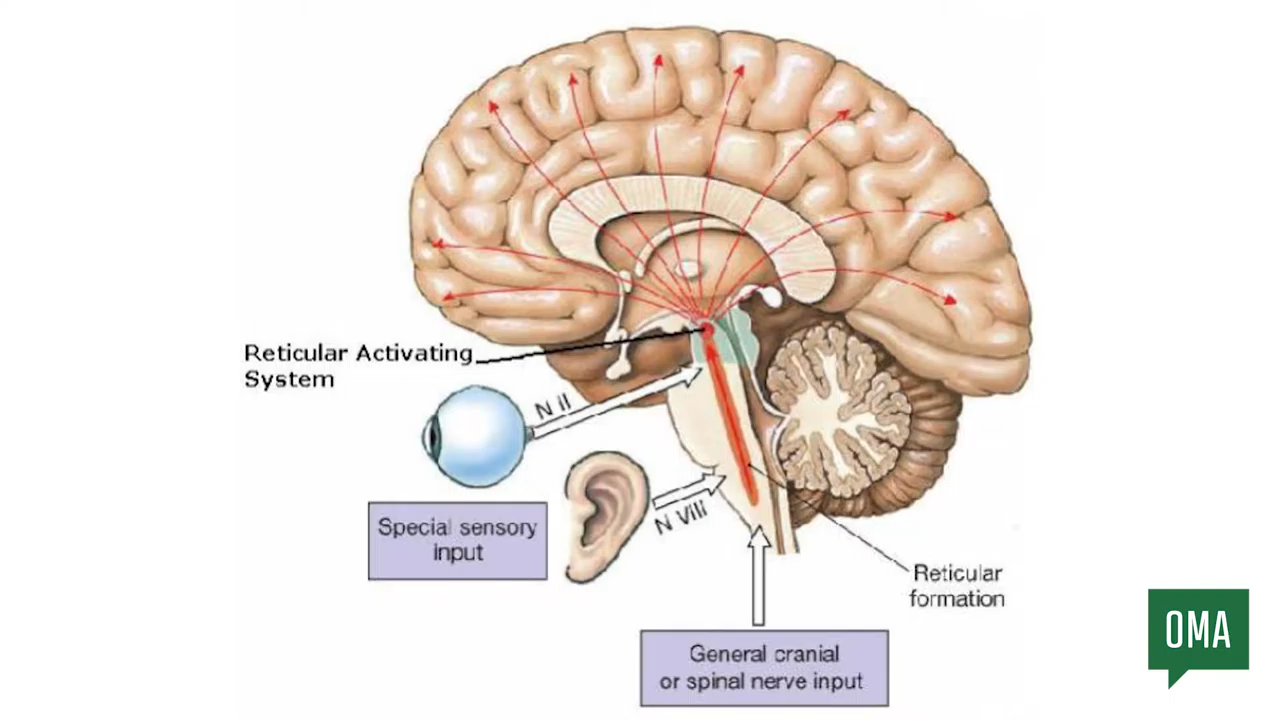 Reticular Activating
System
N II
N VIII
Special sensory
input
Reticular
formation
General cranial
or spinal nerve input
OMA